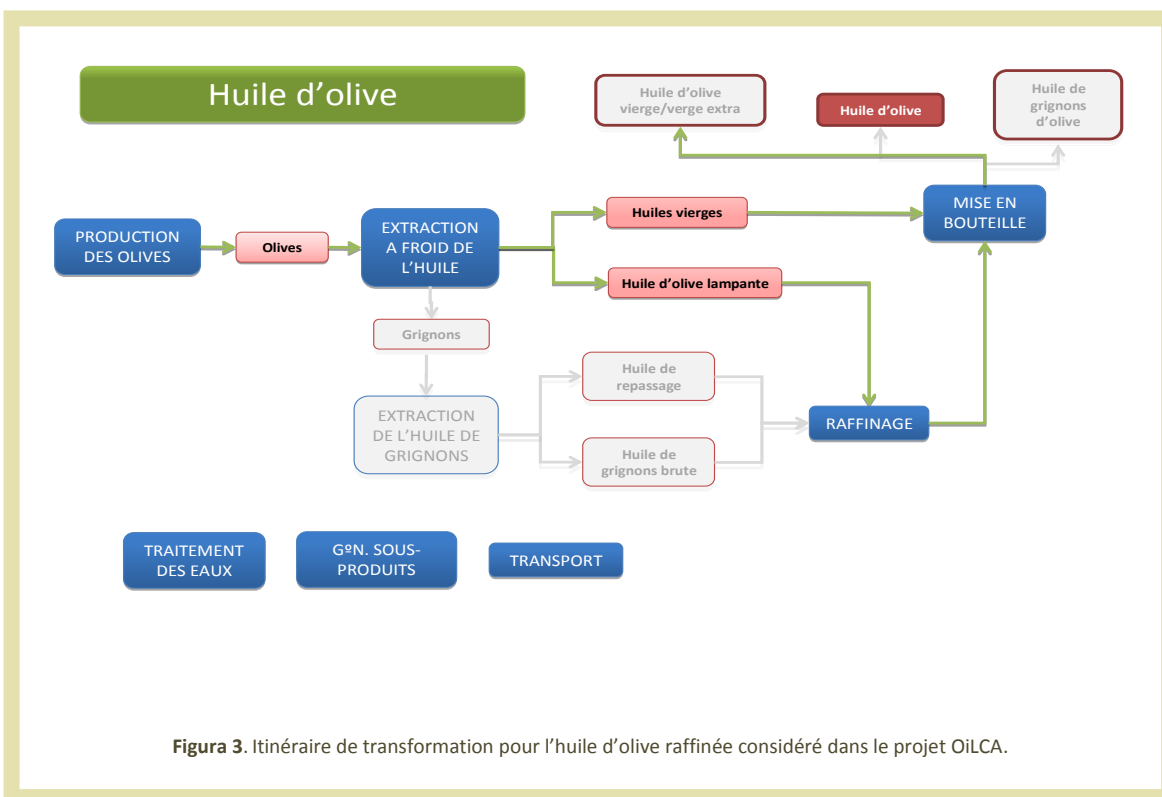 Huile d'olive
Huile d'olive
vierge/verge extra
Huile d'olive
Huile de
grignons
d'olive
PRODUCTION
DES OLIVES
Olives
EXTRACTION
A FROID DE
L'HUILE
Huiles vierges
Huile d'olive lampante
MISE EN
BOUTEILLE
Grignons
EXTRACTION
DE L'HUILE DE
GRIGNONS
Huile de
repassage
Huile de
grignons brute
RAFFINAGE
TRAITEMENT
DES EAUX
GºN. SOUS-
PRODUITS
TRANSPORT
Figura 3. Itinéraire de transformation pour l'huile d'olive raffinée considéré dans le projet OiLCA.